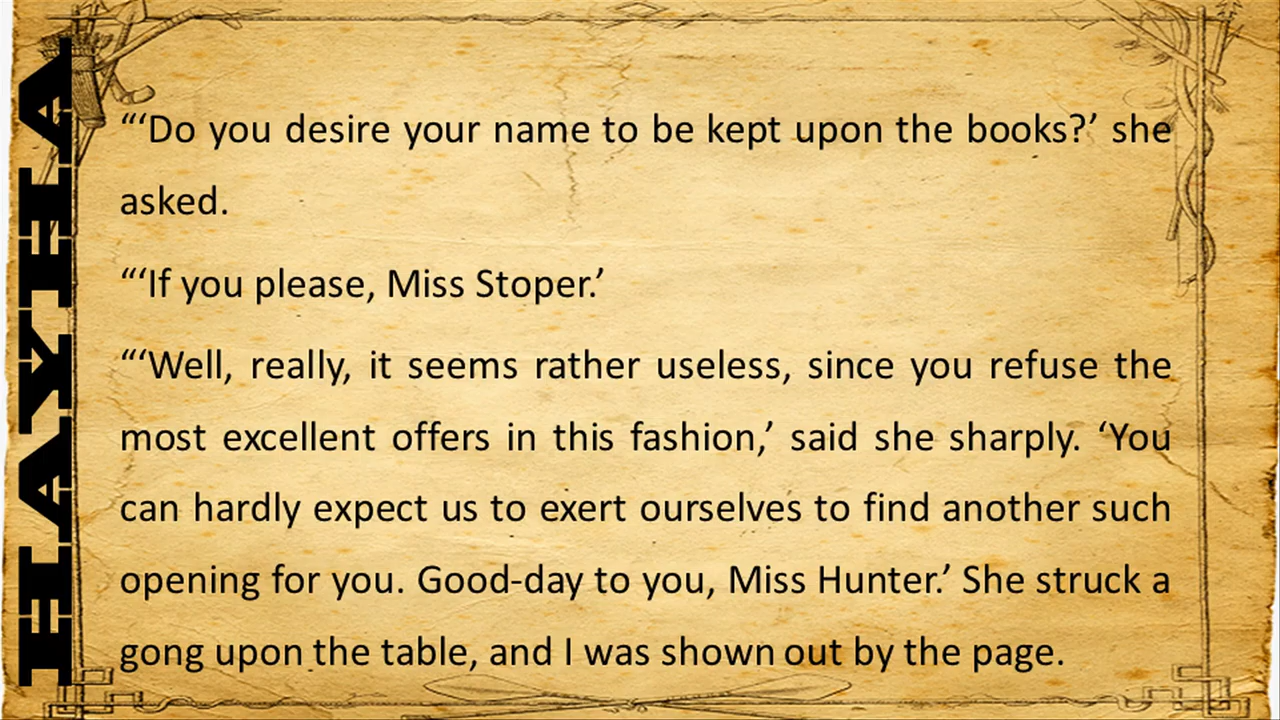 HAYHA
“‘Do you desire your name to be kept upon the books?’ she
asked.
“‘If you please, Miss Stoper.’
“‘Well, really, it seems rather useless, since you refuse the
most excellent offers in this fashion,’ said she sharply. ‘You
can hardly expect us to exert ourselves to find another such
opening for you. Good-day to you, Miss Hunter.’ She struck a
gong upon the table, and I was shown out by the page.